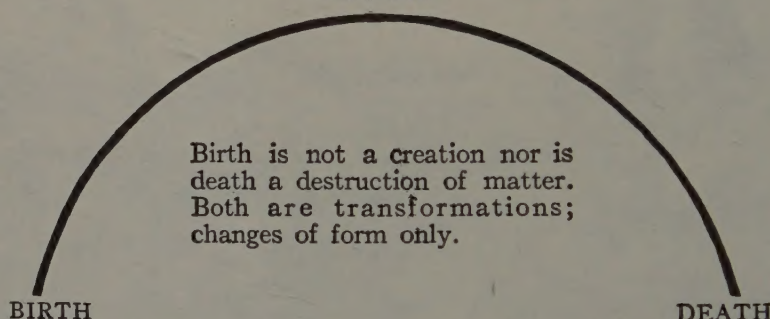 Birth is not a creation nor is
death a destruction of matter.
Both are transformations;
changes of form only.
BIRTH DEATH